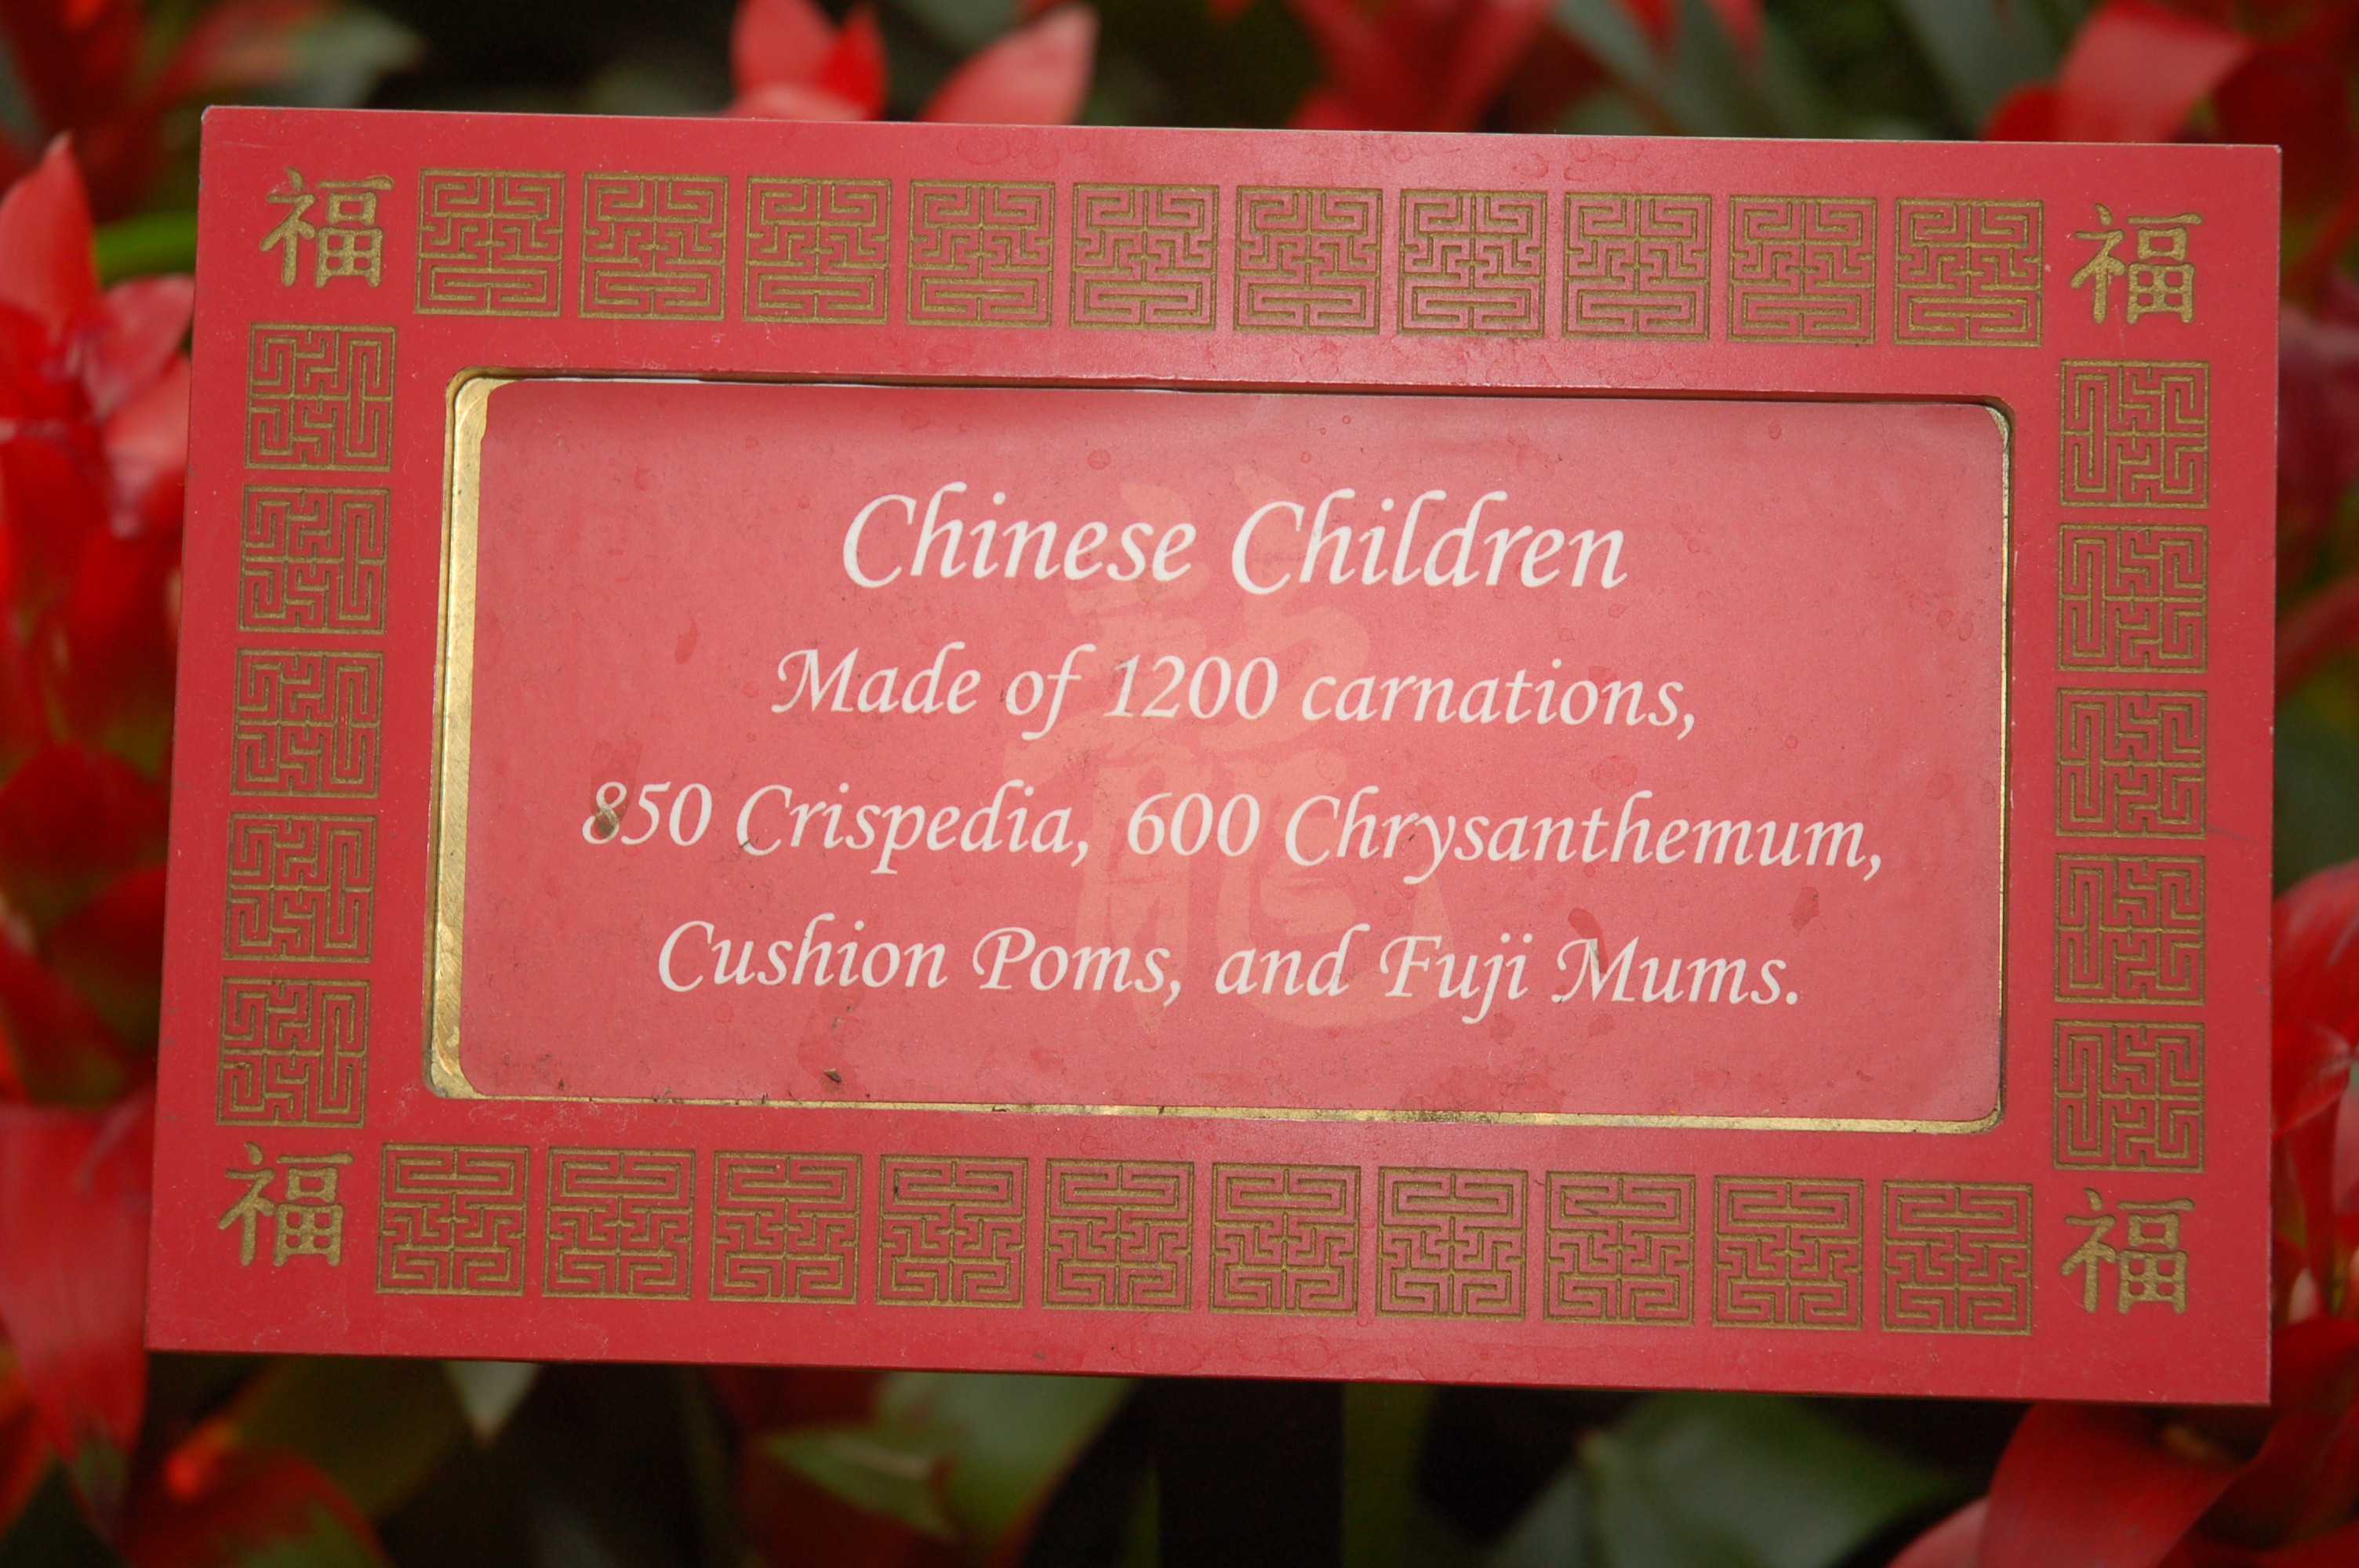 福 福
Chinese Children
Made of 1200 carnations,
850 Crispedia, 600 Chrysanthemum,
Cushion Poms, and Fuji Mums.
龍
福 福